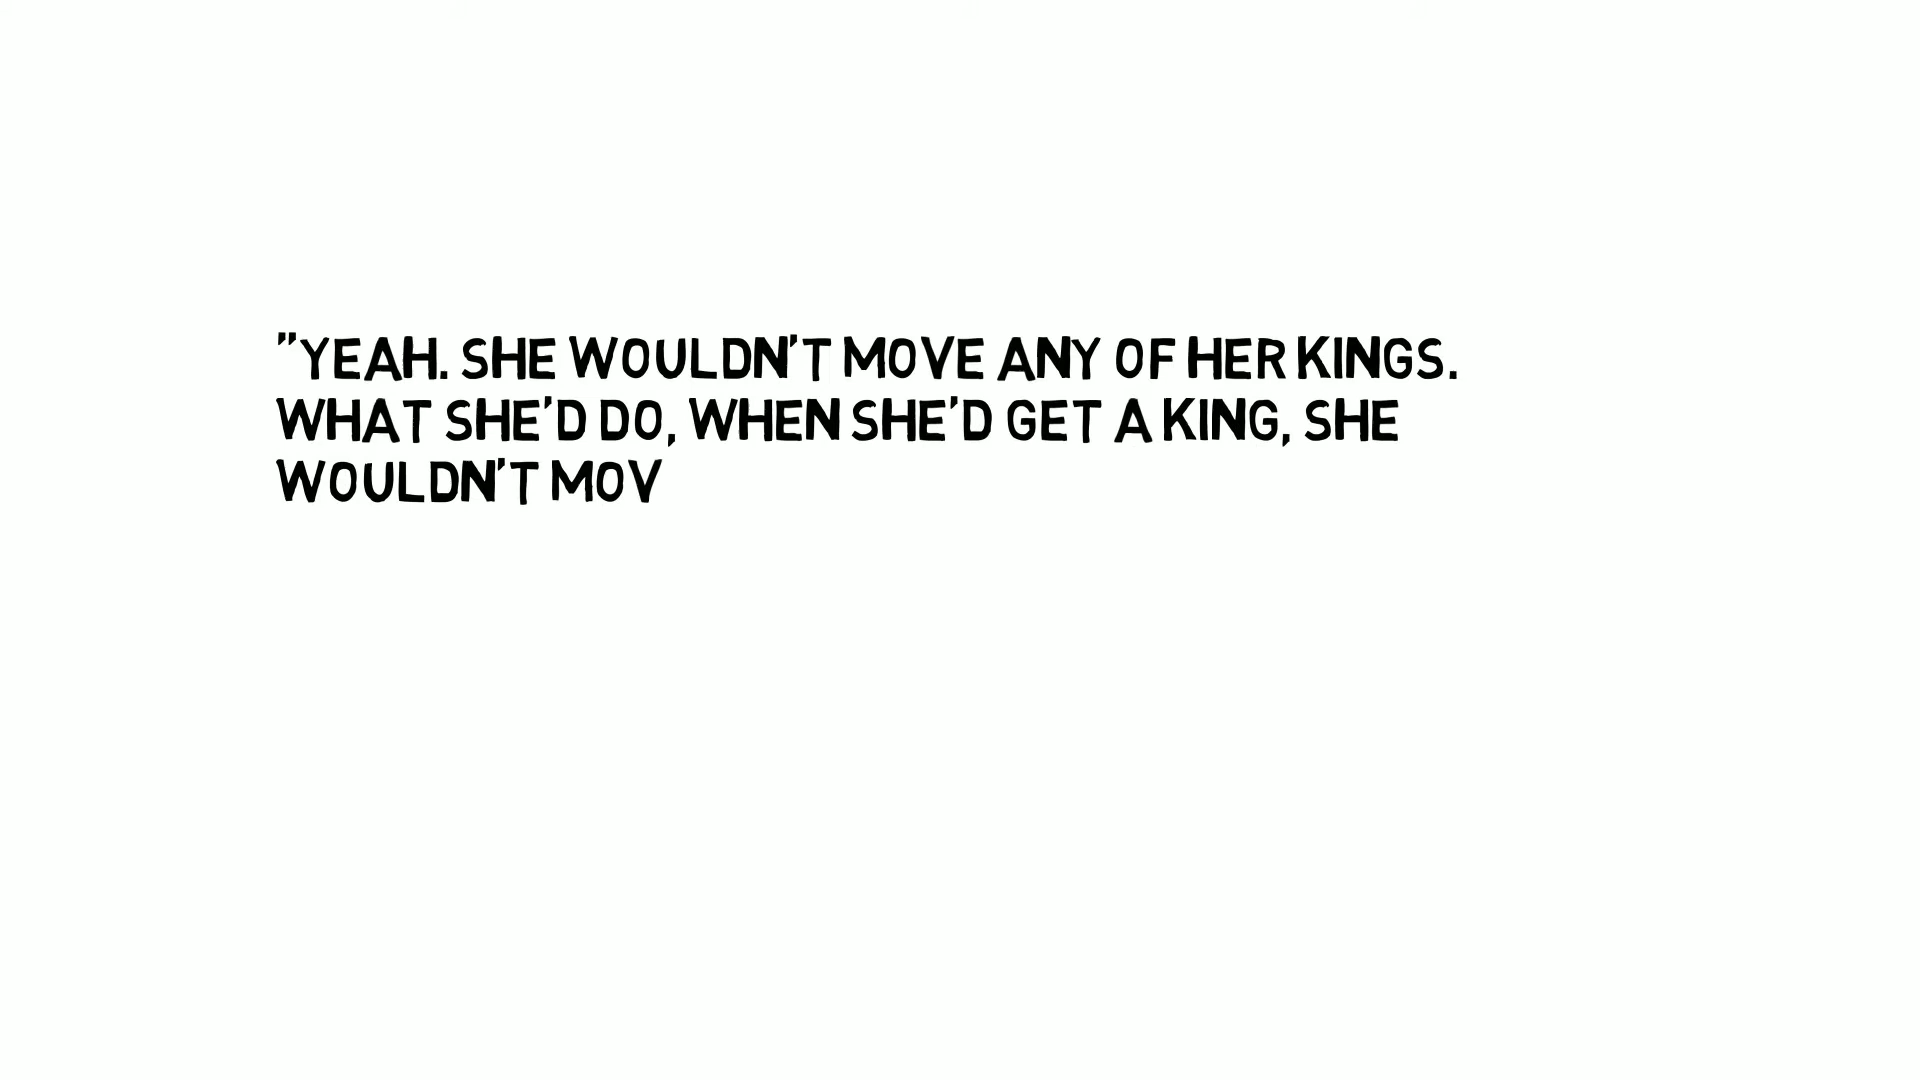 "YEAH. SHE WOULDN'T MOVE ANY OF HER KINGS.
WHAT SHE'D DO, WHEN SHE'D GET A KING, SHE
WOULDN'T MOV